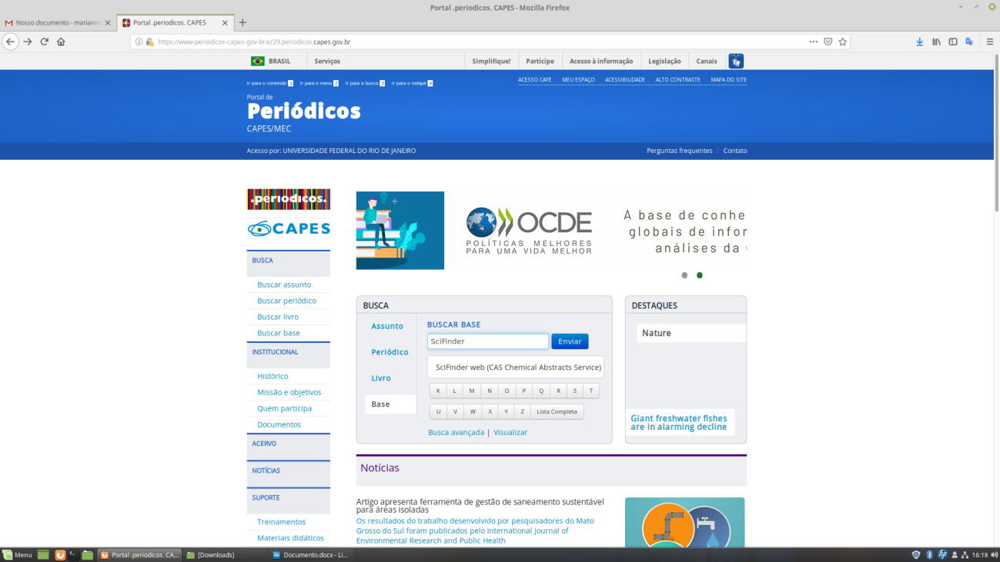 Portal .periodicos. CAPES - Mozilla Firefox
Nosso documento - mariann
Portal .periodicos. CAPES
https://www-periodicos-capes-gov-br.ez29.periodicos.capes.gov.br
BRASIL Serviços Simplifique! Participe Acesso à informação Legislação Canais
Ir para o conteúdo 1 Ir para o menu 2 Ir para a busca 3 Ir para o rodapé 4
ACESSO CAFE MEU ESPAÇO ACESSIBILIDADE ALTO CONTRASTE MAPA DO SITE
Portal de
Periódicos
CAPES/MEC
Acesso por: UNIVERSIDADE FEDERAL DO RIO DE JANEIRO
Perguntas frequentes Contato
.periodicos.
CAPES
BUSCA
Buscar assunto
Buscar periódico
Buscar livro
Buscar base
INSTITUCIONAL
Histórico
Missão e objetivos
Quem participa
Documentos
ACERVO
NOTÍCIAS
SUPORTE
Treinamentos
Materiais didáticos
OCDE
POLÍTICAS MELHORES
PARA UMA VIDA MELHOR
A base de conhe
globais de infor
análises da
BUSCA
Assunto
Periódico
Livro
Base
BUSCAR BASE
SciFinder
Enviar
SciFinder web (CAS Chemical Abstracts Service)
K L M N O P Q R S T
U V W X Y Z Lista Completa
Busca avançada | Visualizar
DESTAQUES
Nature
Giant freshwater fishes
are in alarming decline
Notícias
Artigo apresenta ferramenta de gestão de saneamento sustentável
para áreas isoladas
Os resultados do trabalho desenvolvido por pesquisadores do Mato
Grosso do Sul foram publicados pelo International Journal of
Environmental Research and Public Health
Menu
Portal .periodicos. CA...
[Downloads]
Documento.docx - Li...
16:18